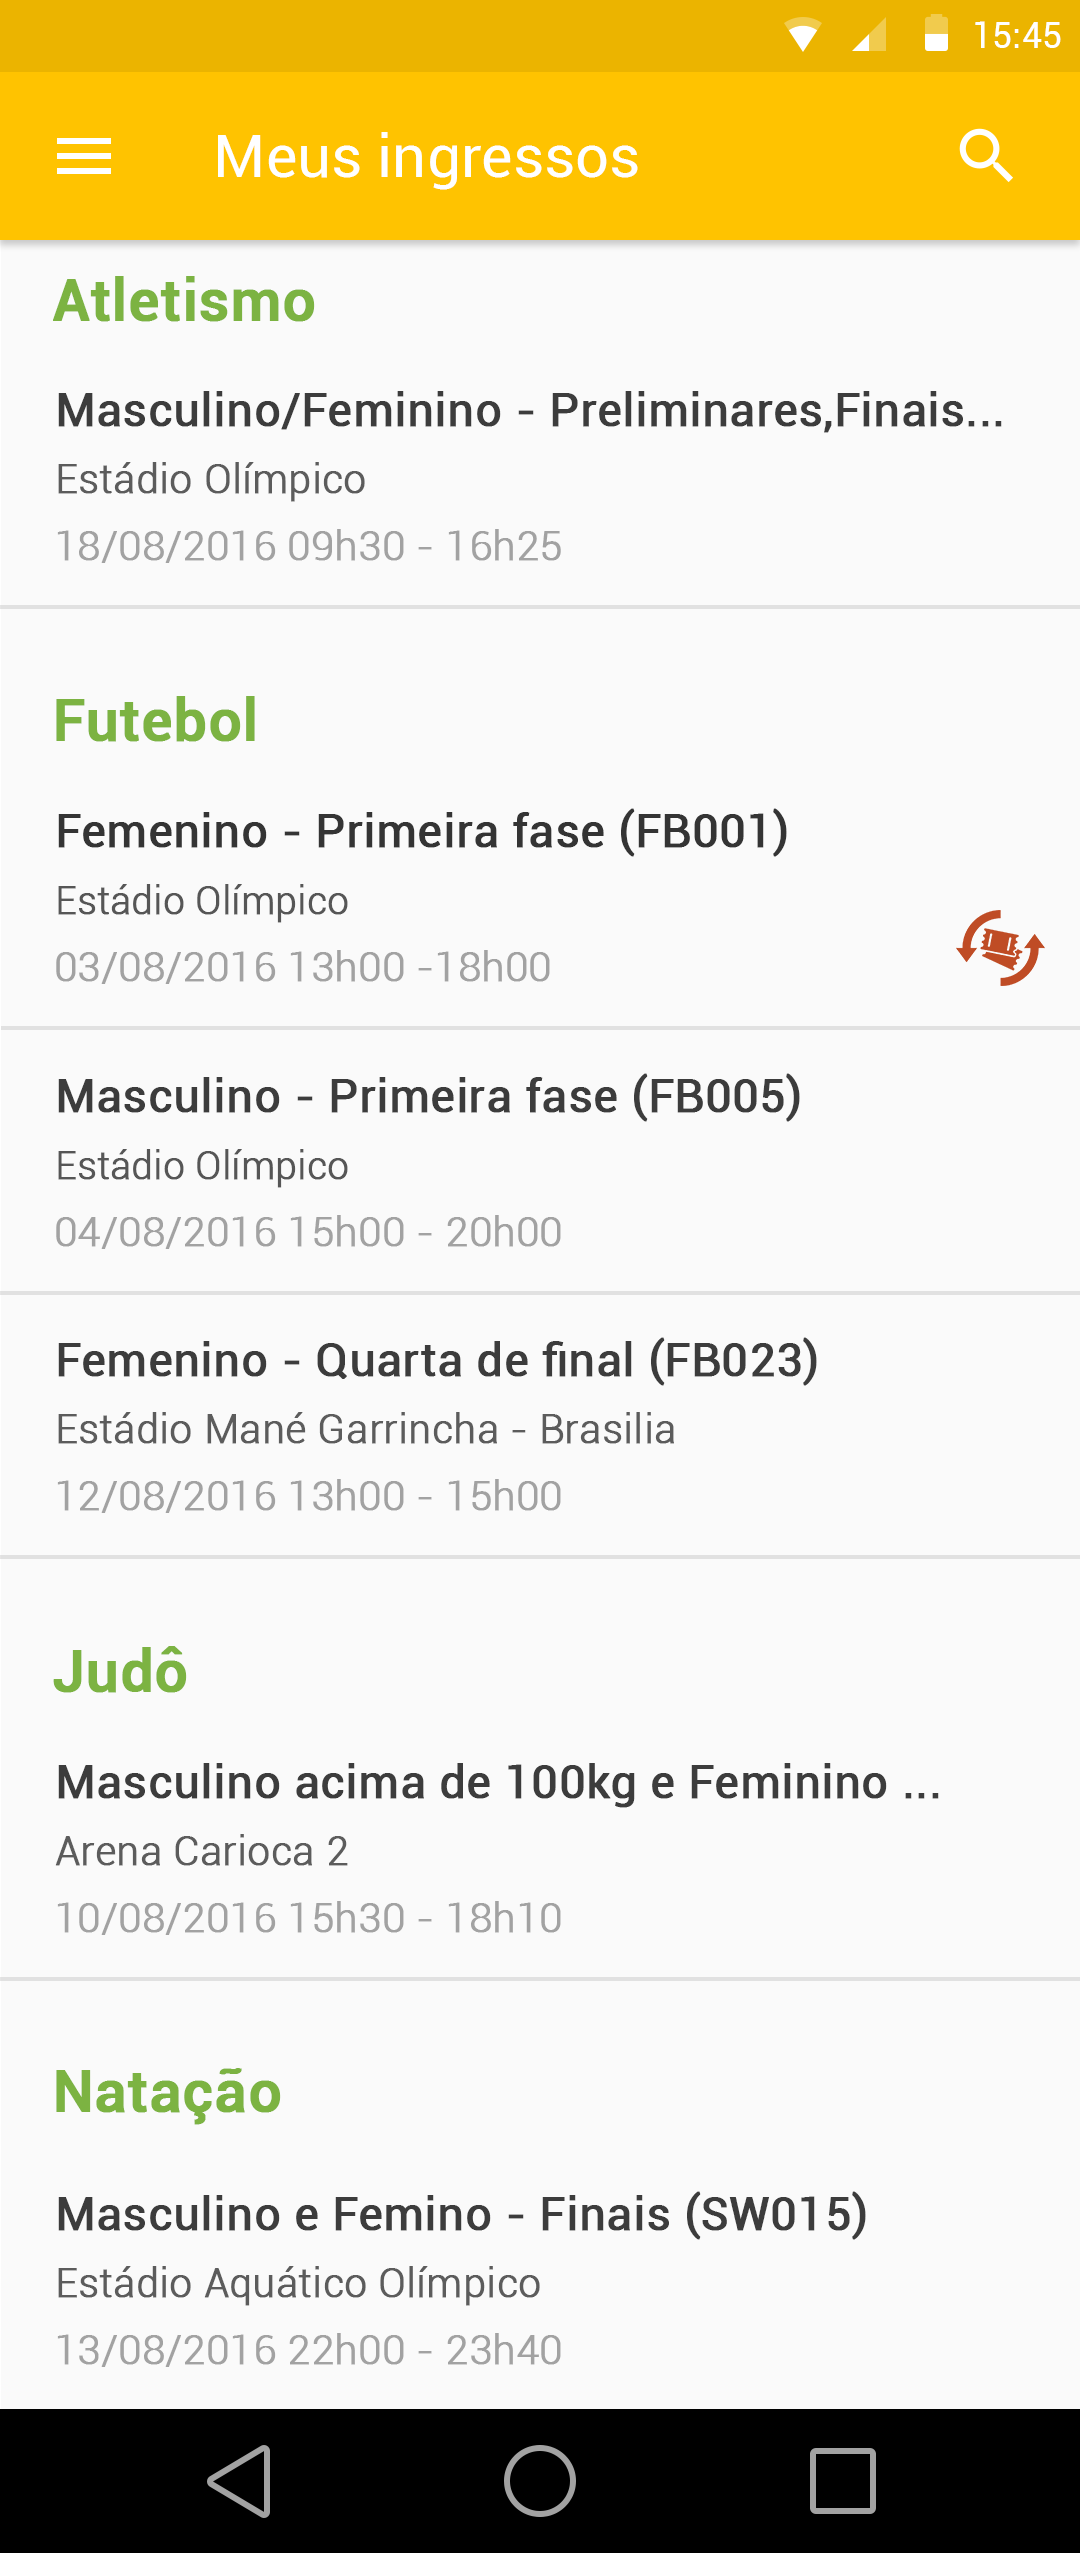 15:45
Meus ingressos
Atletismo
Masculino/Feminino - Preliminares,Finais...
Estádio Olímpico
18/08/2016 09h30 - 16h25
Futebol
Femenino - Primeira fase (FB001)
Estádio Olímpico
03/08/2016 13h00 -18h00
Masculino - Primeira fase (FB005)
Estádio Olímpico
04/08/2016 15h00 - 20h00
Femenino - Quarta de final (FB023)
Estádio Mané Garrincha - Brasilia
12/08/2016 13h00 - 15h00
Judô
Masculino acima de 100kg e Feminino ...
Arena Carioca 2
10/08/2016 15h30 - 18h10
Natação
Masculino e Femino - Finais (SW015)
Estádio Aquático Olímpico
13/08/2016 22h00 - 23h40